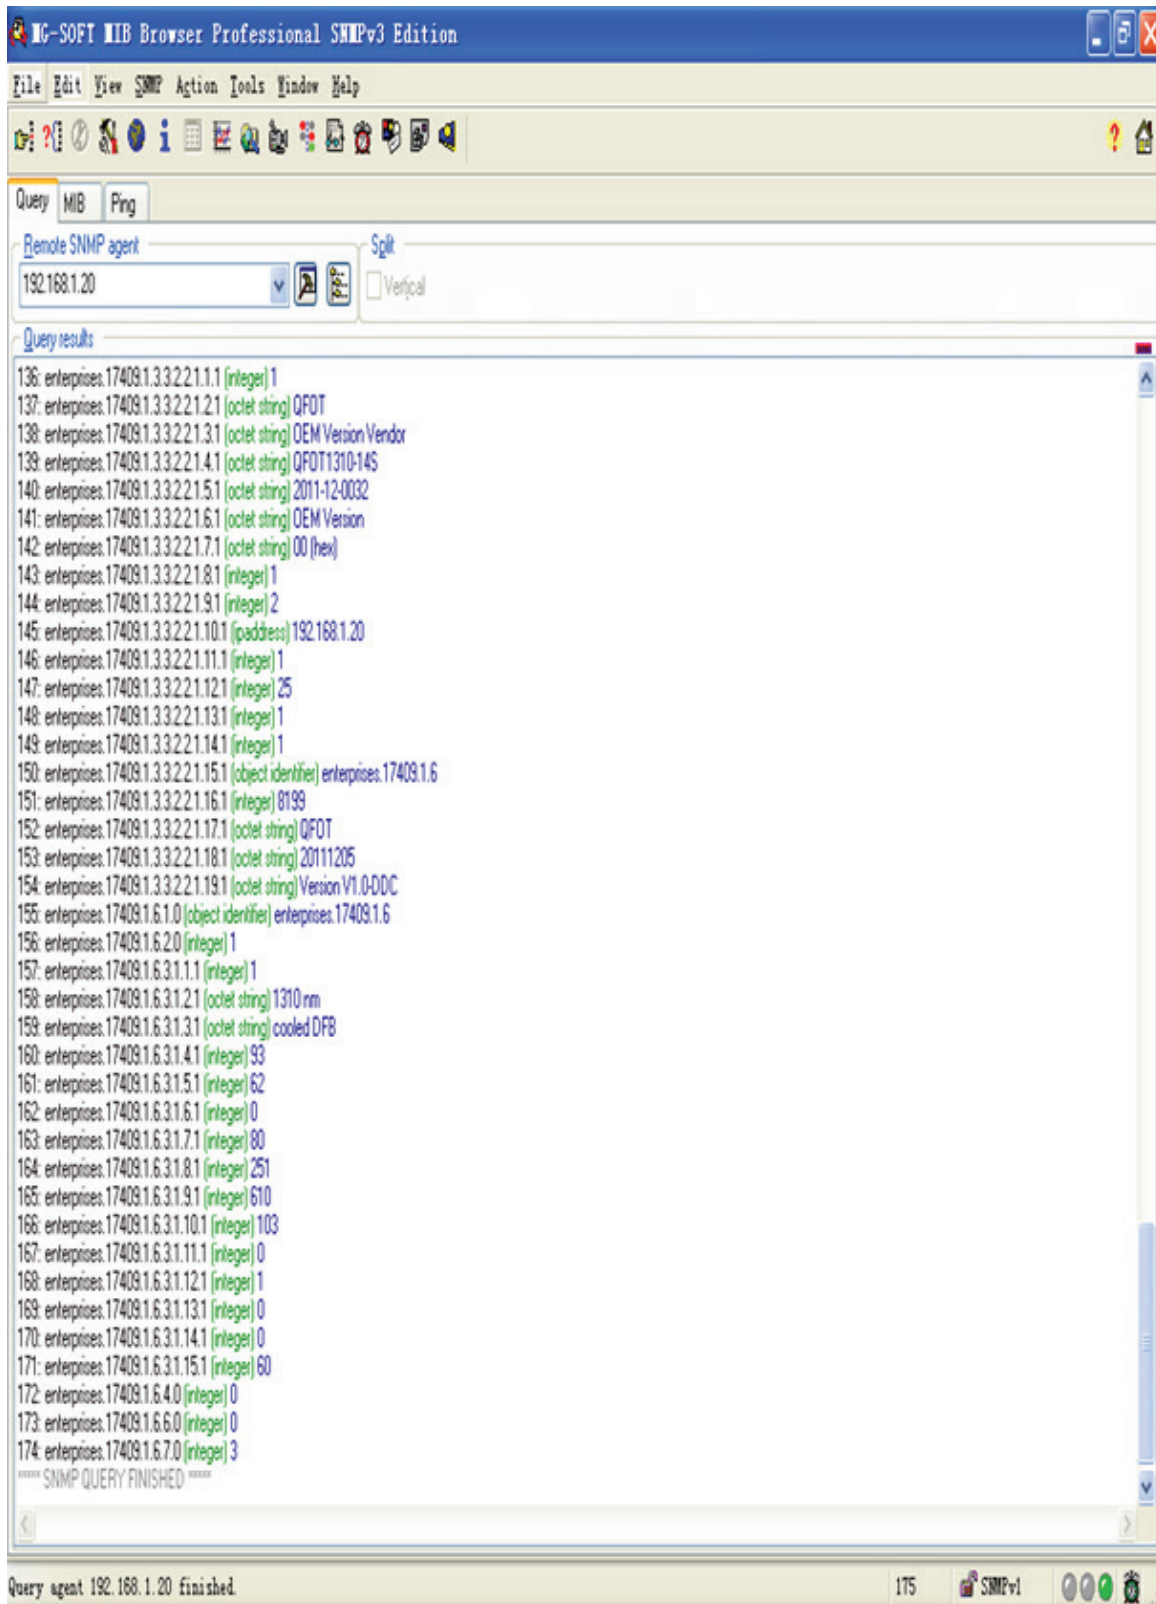 MG-SOFT MIB Browser Professional SNMPv3 Edition
File Edit View SNMP Action Tools Window Help
Query MIB Ping
Remote SNMP agent
Split
192.168.1.20
Vertical
Query results
136: enterprises.17409.1.3.3.2.2.1.1.1 (integer) 1
137: enterprises.17409.1.3.3.2.2.1.2.1 (octet string) QFOT
138: enterprises.17409.1.3.3.2.2.1.3.1 (octet string) OEM Version Vendor
139: enterprises.17409.1.3.3.2.2.1.4.1 (octet string) QFOT1310-14S
140: enterprises.17409.1.3.3.2.2.1.5.1 (octet string) 2011-12-0032
141: enterprises.17409.1.3.3.2.2.1.6.1 (octet string) OEM Version
142: enterprises.17409.1.3.3.2.2.1.7.1 (octet string) 00 (hex)
143: enterprises.17409.1.3.3.2.2.1.8.1 (integer) 1
144: enterprises.17409.1.3.3.2.2.1.9.1 (integer) 2
145: enterprises.17409.1.3.3.2.2.1.10.1 (ipaddress) 192.168.1.20
146: enterprises.17409.1.3.3.2.2.1.11.1 (integer) 1
147: enterprises.17409.1.3.3.2.2.1.12.1 (integer) 25
148: enterprises.17409.1.3.3.2.2.1.13.1 (integer) 1
149: enterprises.17409.1.3.3.2.2.1.14.1 (integer) 1
150: enterprises.17409.1.3.3.2.2.1.15.1 (object identifier) enterprises.17409.1.6
151: enterprises.17409.1.3.3.2.2.1.16.1 (integer) 8199
152: enterprises.17409.1.3.3.2.2.1.17.1 (octet string) QFOT
153: enterprises.17409.1.3.3.2.2.1.18.1 (octet string) 20111205
154: enterprises.17409.1.3.3.2.2.1.19.1 (octet string) Version V1.0-DDC
155: enterprises.17409.1.6.1.0 (object identifier) enterprises.17409.1.6
156: enterprises.17409.1.6.2.0 (integer) 1
157: enterprises.17409.1.6.3.1.1.1 (integer) 1
158: enterprises.17409.1.6.3.1.2.1 (octet string) 1310 nm
159: enterprises.17409.1.6.3.1.3.1 (octet string) cooled DFB
160: enterprises.17409.1.6.3.1.4.1 (integer) 93
161: enterprises.17409.1.6.3.1.5.1 (integer) 62
162: enterprises.17409.1.6.3.1.6.1 (integer) 0
163: enterprises.17409.1.6.3.1.7.1 (integer) 80
164: enterprises.17409.1.6.3.1.8.1 (integer) 251
165: enterprises.17409.1.6.3.1.9.1 (integer) 610
166: enterprises.17409.1.6.3.1.10.1 (integer) 103
167: enterprises.17409.1.6.3.1.11.1 (integer) 0
168: enterprises.17409.1.6.3.1.12.1 (integer) 1
169: enterprises.17409.1.6.3.1.13.1 (integer) 0
170: enterprises.17409.1.6.3.1.14.1 (integer) 0
171: enterprises.17409.1.6.3.1.15.1 (integer) 60
172: enterprises.17409.1.6.4.0 (integer) 0
173: enterprises.17409.1.6.6.0 (integer) 0
174: enterprises.17409.1.6.7.0 (integer) 3
***** SNMP QUERY FINISHED *****
Query agent 192.168.1.20 finished. 175 SNMPv1